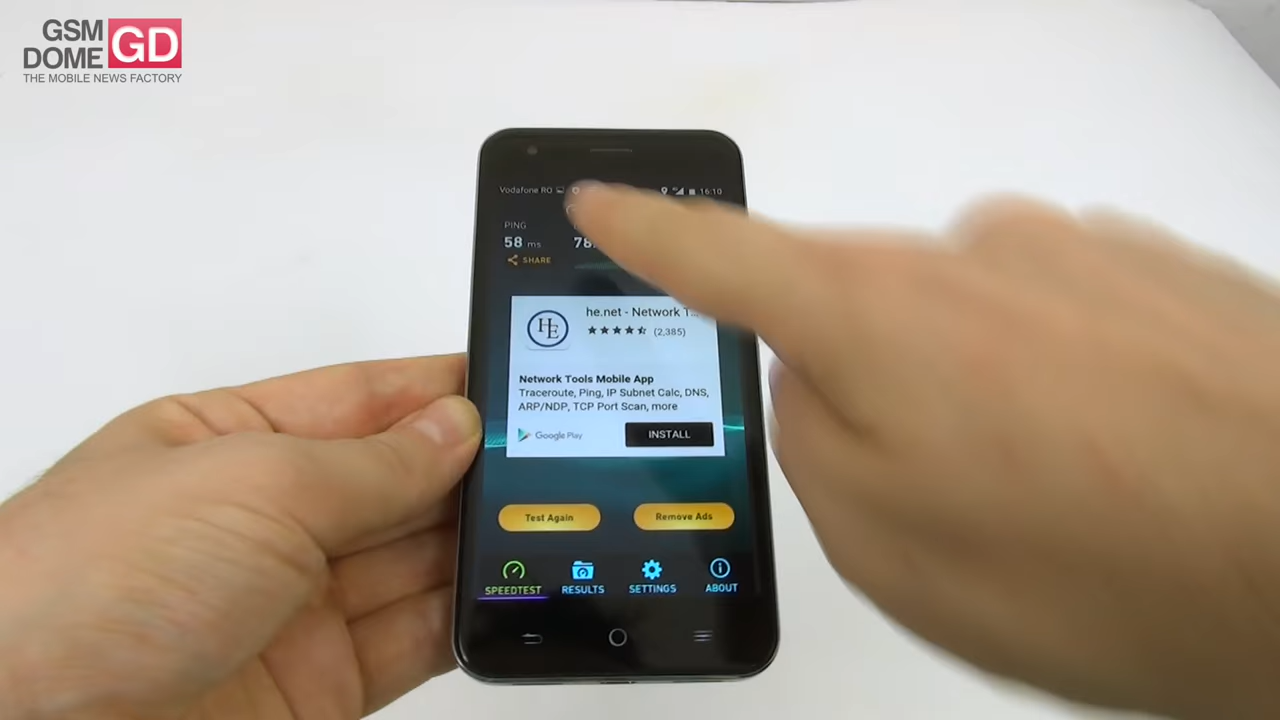 GSM
DOME GD
THE MOBILE NEWS FACTORY
Vodafone RO 16:10
PING
58 ms 78.
SHARE
he.net - Network T...
(2,385)
HE
Network Tools Mobile App
Traceroute, Ping, IP Subnet Calc, DNS,
ARP/NDP, TCP Port Scan, more
Google Play INSTALL
Test Again Remove Ads
SPEEDTEST RESULTS SETTINGS ABOUT